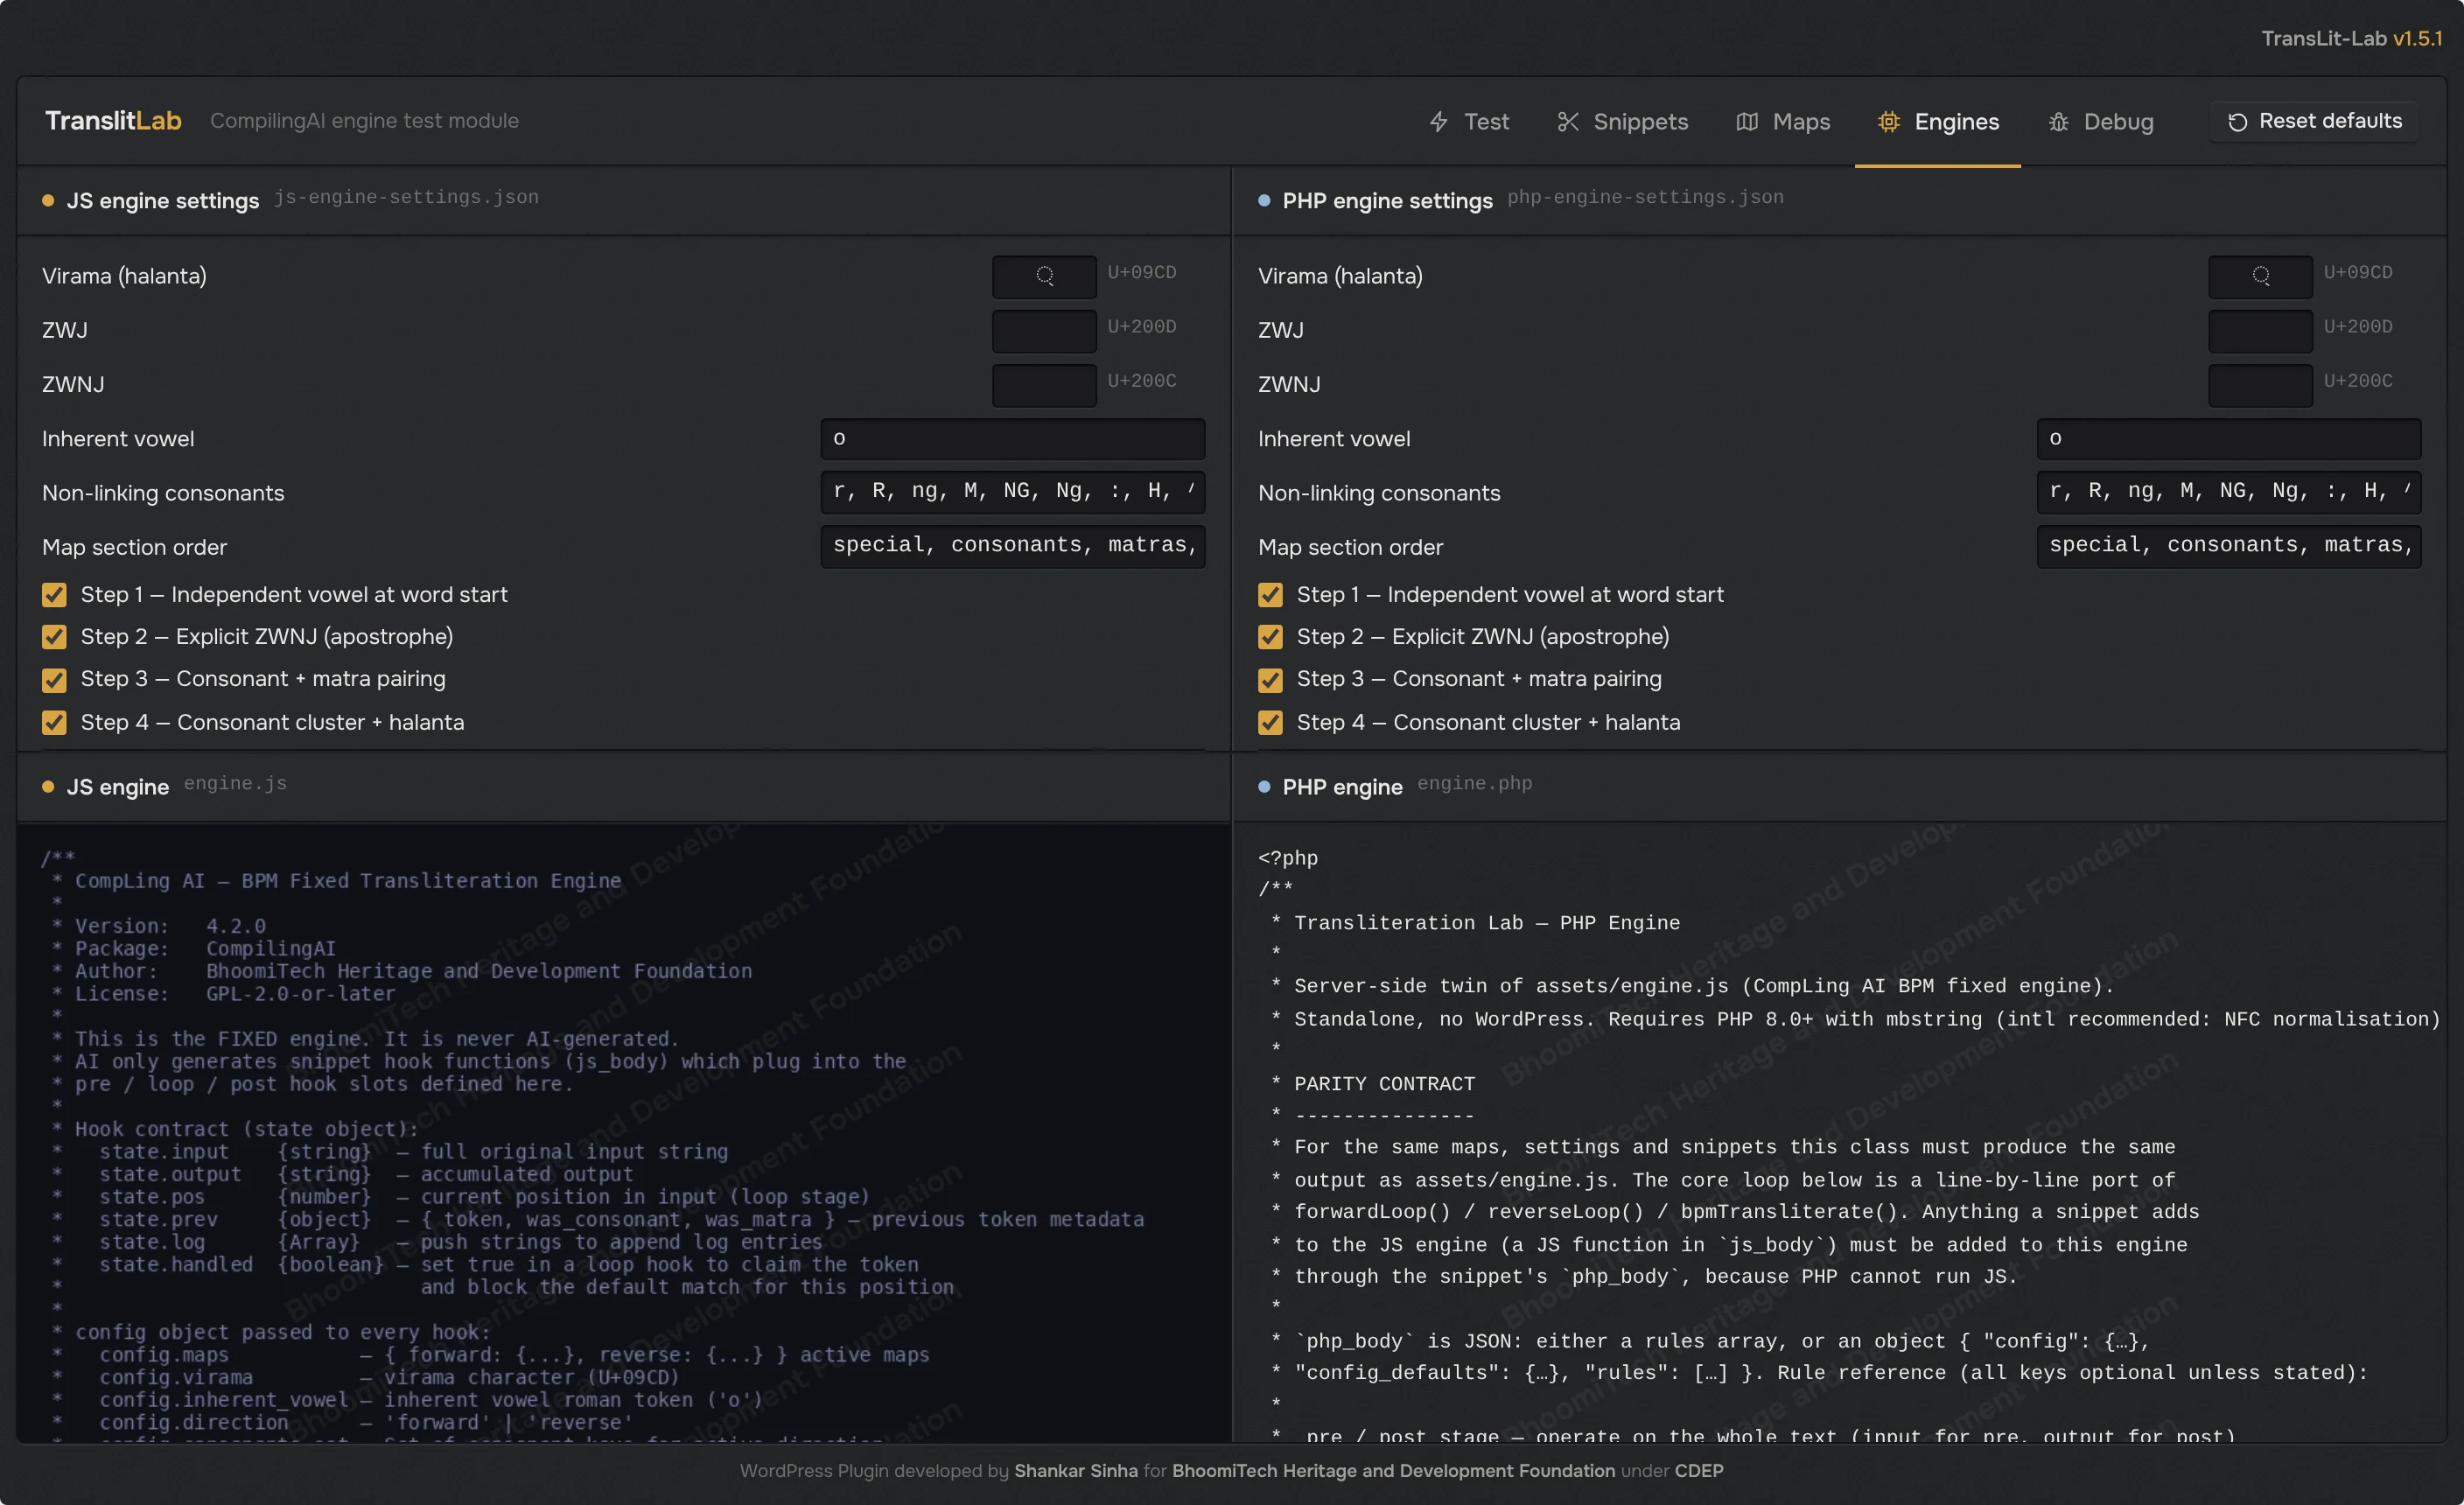 TransLit-Lab v1.5.1
TranslitLab CompilingAI engine test module
Test Snippets Maps Engines Debug Reset defaults
JS engine settings js-engine-settings.json
Virama (halanta) ্ U+09CD
ZWJ U+200D
ZWNJ U+200C
Inherent vowel o
Non-linking consonants r, R, ng, M, NG, Ng, :, H,
Map section order special, consonants, matras,
Step 1 — Independent vowel at word start
Step 2 — Explicit ZWNJ (apostrophe)
Step 3 — Consonant + matra pairing
Step 4 — Consonant cluster + halanta
PHP engine settings php-engine-settings.json
Virama (halanta) ্ U+09CD
ZWJ U+200D
ZWNJ U+200C
Inherent vowel o
Non-linking consonants r, R, ng, M, NG, Ng, :, H,
Map section order special, consonants, matras,
Step 1 — Independent vowel at word start
Step 2 — Explicit ZWNJ (apostrophe)
Step 3 — Consonant + matra pairing
Step 4 — Consonant cluster + halanta
JS engine engine.js
/**
* CompLing AI — BPM Fixed Transliteration Engine
*
* Version: 4.2.0
* Package: CompilingAI
* Author: BhoomiTech Heritage and Development Foundation
* License: GPL-2.0-or-later
*
* This is the FIXED engine. It is never AI-generated.
* AI only generates snippet hook functions (js_body) which plug into the
* pre / loop / post hook slots defined here.
*
* Hook contract (state object):
* state.input {string} — full original input string
* state.output {string} — accumulated output
* state.pos {number} — current position in input (loop stage)
* state.prev {object} — { token, was_consonant, was_matra } — previous token metadata
* state.log {Array} — push strings to append log entries
* state.handled {boolean} — set true in a loop hook to claim the token
* and block the default match for this position
*
* config object passed to every hook:
* config.maps — { forward: {...}, reverse: {...} } active maps
* config.virama — virama character (U+09CD)
* config.inherent_vowel — inherent vowel roman token ('o')
* config.direction — 'forward' | 'reverse'
PHP engine engine.php
<?php
/**
* Transliteration Lab — PHP Engine
*
* Server-side twin of assets/engine.js (CompLing AI BPM fixed engine).
* Standalone, no WordPress. Requires PHP 8.0+ with mbstring (intl recommended: NFC normalisation)
*
* PARITY CONTRACT
* ---------------
* For the same maps, settings and snippets this class must produce the same
* output as assets/engine.js. The core loop below is a line-by-line port of
* forwardLoop() / reverseLoop() / bpmTransliterate(). Anything a snippet adds
* to the JS engine (a JS function in `js_body`) must be added to this engine
* through the snippet's `php_body`, because PHP cannot run JS.
*
* `php_body` is JSON: either a rules array, or an object { "config": {…},
* "config_defaults": {…}, "rules": […] }. Rule reference (all keys optional unless stated):
*
* pre / post stage — operate on the whole text (input for pre, output for post)
BhoomiTech Heritage and Development Foundation
WordPress Plugin developed by Shankar Sinha for BhoomiTech Heritage and Development Foundation under CDEP